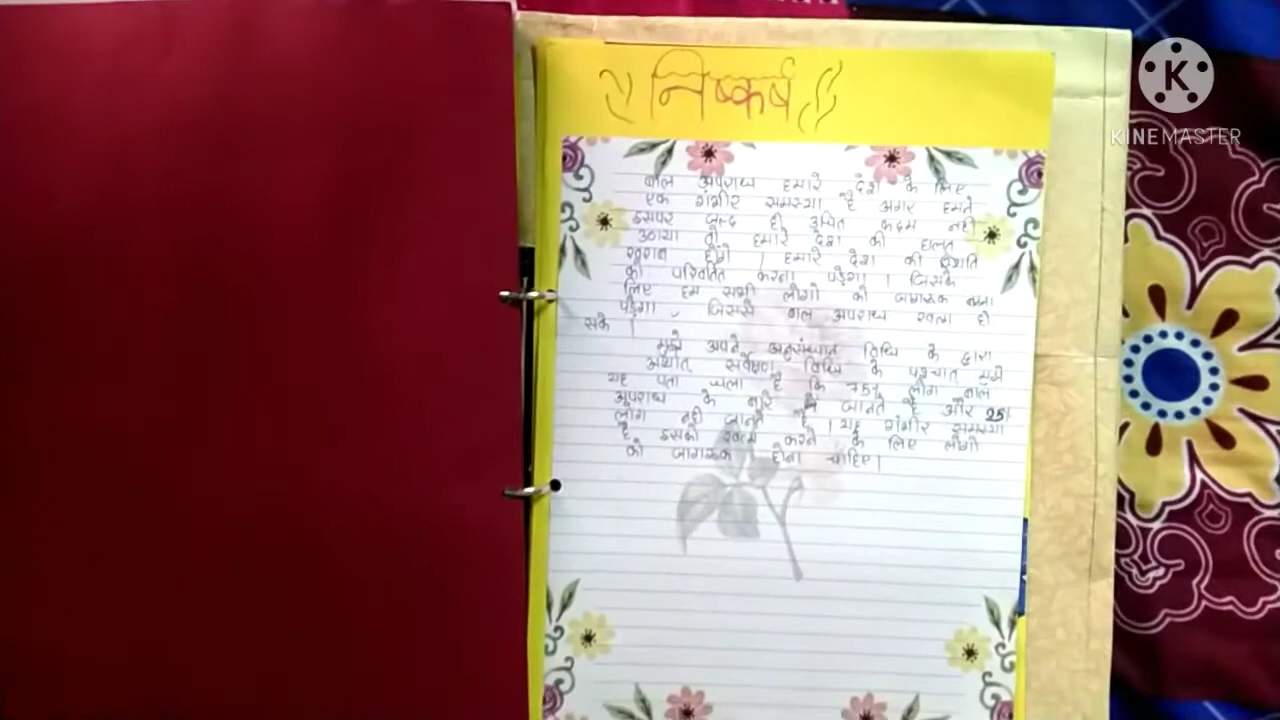 निष्कर्ष
बाल अपराध हमारे देश के लिए
एक गंभीर समस्या है अगर हमने
इसपर जल्द ही उचित कदम नही
उठाया तो हमारे देश की हालत
खराब होंगे । हमारे देश की स्थिति
को परिवर्तित करना पड़ेगा । जिसके
लिए हम सभी लोगो को जागरूक बनना
पड़ेगा जिससे बाल अपराध खत्म हो
सके ।
मुझे अपने अनुसंधान विधि के द्वारा
अर्थात् सर्वेक्षण विधि के पश्चात् मुझे
यह पता चला है कि 75% लोग बाल
अपराध के बारे में जानते है और 25%
लोग नही जानते है । यह गंभीर समस्या
है इसको खत्म करने के लिए लोगो
को जागरूक होना चाहिए ।
K
KINEMASTER